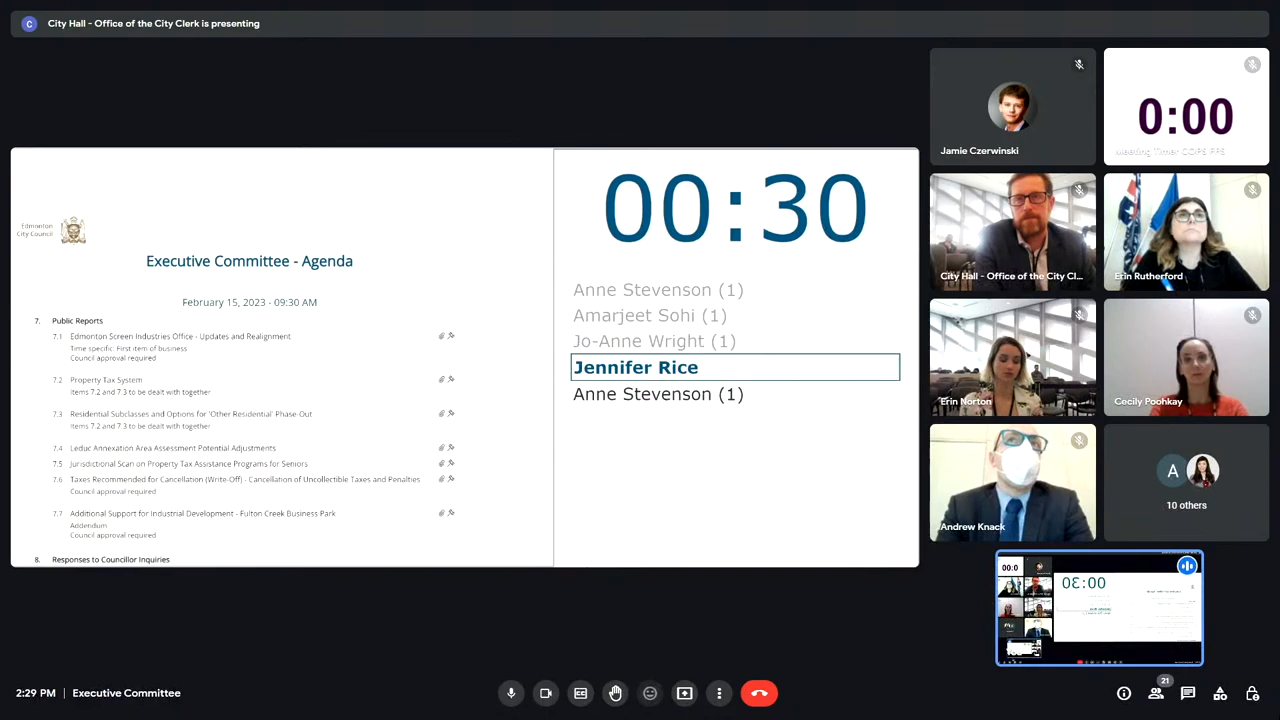 C
City Hall - Office of the City Clerk is presenting
Edmonton
City Council
Executive Committee - Agenda
February 15, 2023 - 09:30 AM
7. Public Reports
7.1 Edmonton Screen Industries Office - Updates and Realignment
Time specific: First item of business
Council approval required
7.2 Property Tax System
Items 7.2 and 7.3 to be dealt with together
7.3 Residential Subclasses and Options for 'Other Residential' Phase-Out
Items 7.2 and 7.3 to be dealt with together
7.4 Leduc Annexation Area Assessment Potential Adjustments
7.5 Jurisdictional Scan on Property Tax Assistance Programs for Seniors
7.6 Taxes Recommended for Cancellation (Write-Off) - Cancellation of Uncollectible Taxes and Penalties
Council approval required
7.7 Additional Support for Industrial Development - Fulton Creek Business Park
Addendum
Council approval required
8. Responses to Councillor Inquiries
00:30
Anne Stevenson (1)
Amarjeet Sohi (1)
Jo-Anne Wright (1)
Jennifer Rice
Anne Stevenson (1)
Jamie Czerwinski
0:00
Meeting Timer COPS FPS
City Hall - Office of the City Cl...
Erin Rutherford
Erin Norton
Cecily Poohkay
Andrew Knack
A
10 others
00:0
00:30
2:29 PM | Executive Committee
21